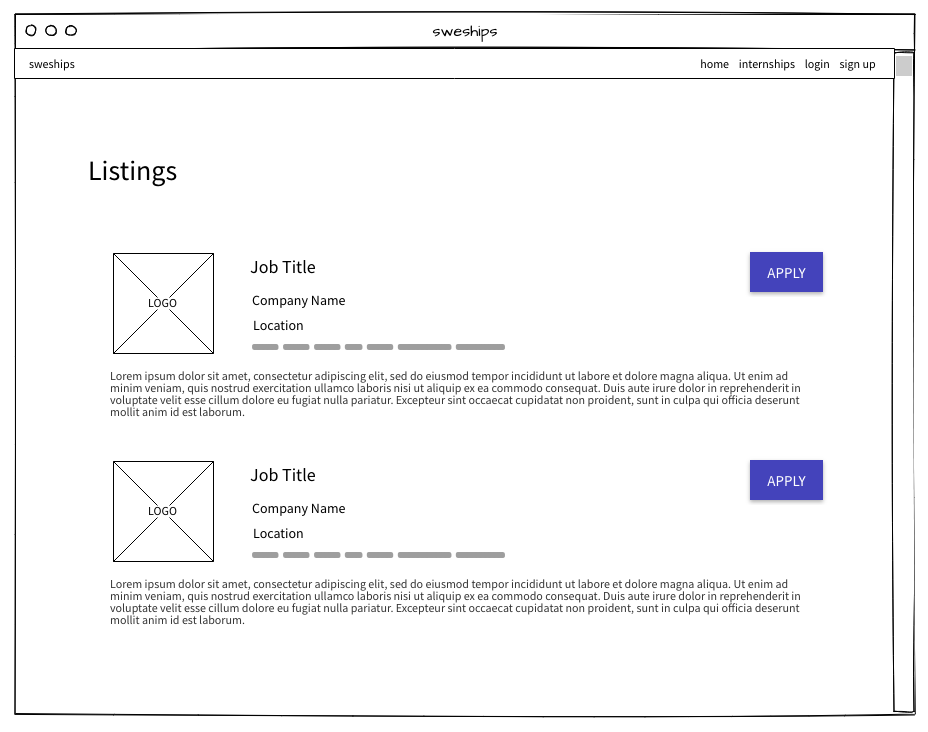 sweships
sweships
home internships login sign up
Listings
LOGO
Job Title
Company Name
Location
APPLY
Lorem ipsum dolor sit amet, consectetur adipiscing elit, sed do eiusmod tempor incididunt ut labore et dolore magna aliqua. Ut enim ad
minim veniam, quis nostrud exercitation ullamco laboris nisi ut aliquip ex ea commodo consequat. Duis aute irure dolor in reprehenderit in
voluptate velit esse cillum dolore eu fugiat nulla pariatur. Excepteur sint occaecat cupidatat non proident, sunt in culpa qui officia deserunt
mollit anim id est laborum.
LOGO
Job Title
Company Name
Location
APPLY
Lorem ipsum dolor sit amet, consectetur adipiscing elit, sed do eiusmod tempor incididunt ut labore et dolore magna aliqua. Ut enim ad
minim veniam, quis nostrud exercitation ullamco laboris nisi ut aliquip ex ea commodo consequat. Duis aute irure dolor in reprehenderit in
voluptate velit esse cillum dolore eu fugiat nulla pariatur. Excepteur sint occaecat cupidatat non proident, sunt in culpa qui officia deserunt
mollit anim id est laborum.